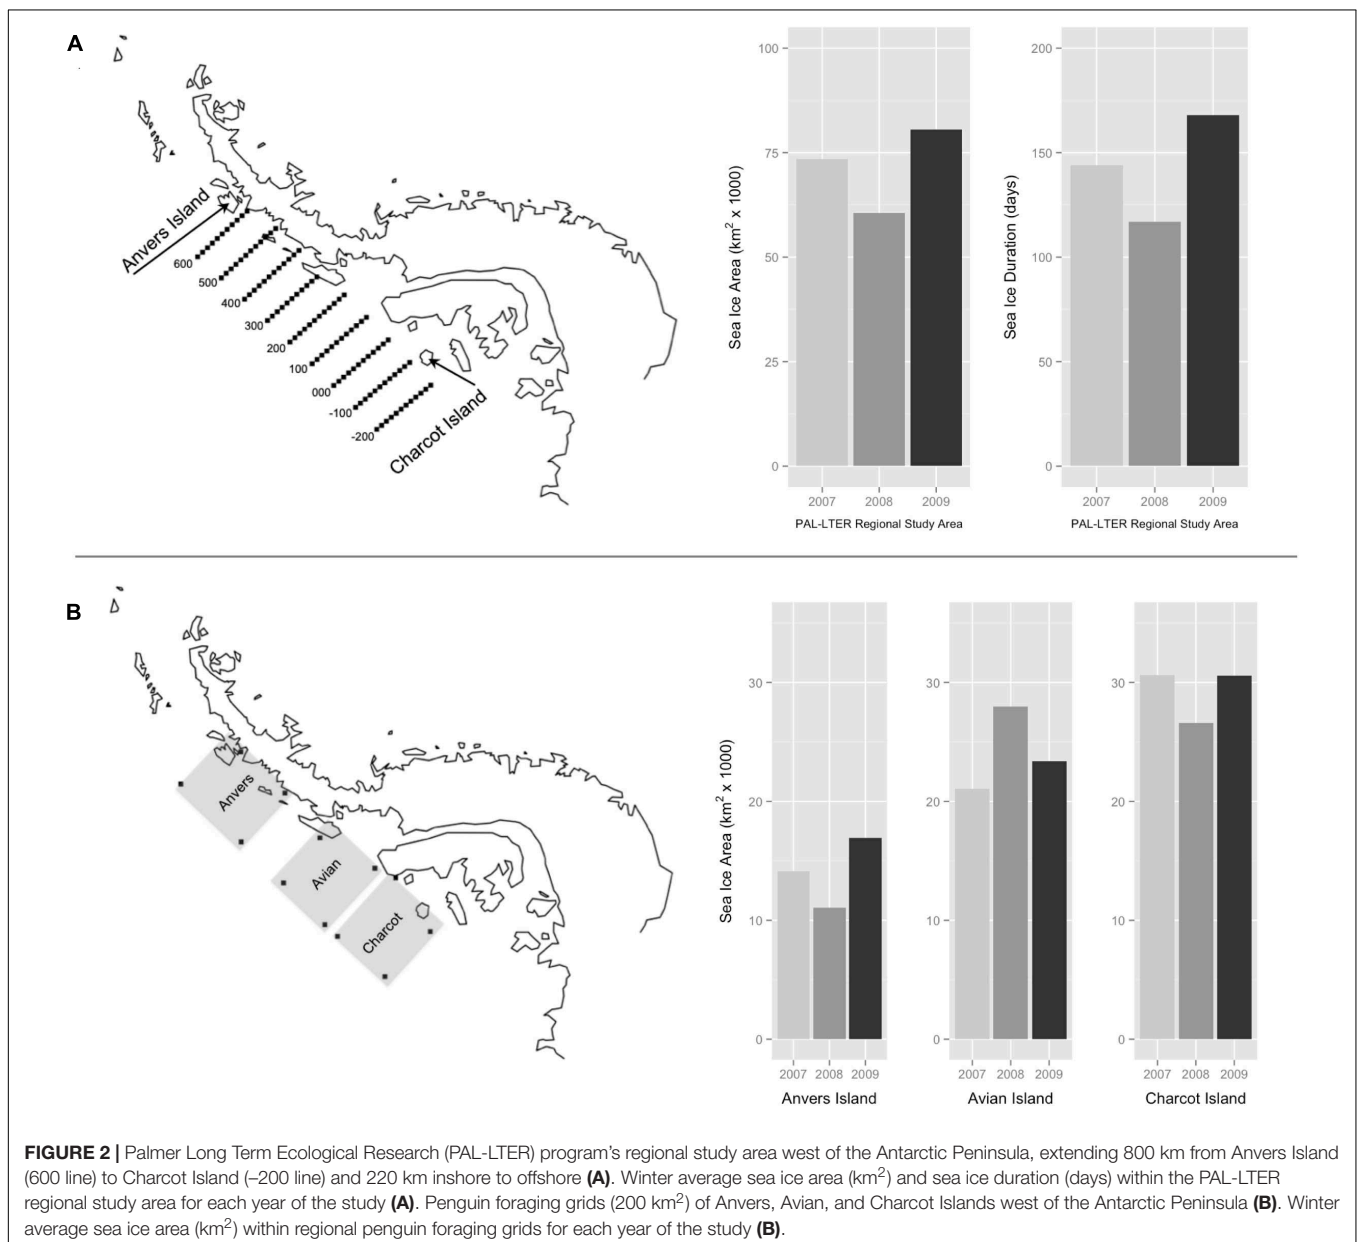 A
Anvers Island
600
500
400
300
200
100
000
-100
-200
Charcot Island
Sea Ice Area (km² x 1000)
100
75
50
25
0
2007 2008 2009
PAL-LTER Regional Study Area
Sea Ice Duration (days)
200
150
100
50
0
2007 2008 2009
PAL-LTER Regional Study Area
B
Anvers
Avian
Charcot
Sea Ice Area (km² x 1000)
30
20
10
0
2007 2008 2009
Anvers Island
30
20
10
0
2007 2008 2009
Avian Island
30
20
10
0
2007 2008 2009
Charcot Island
FIGURE 2 | Palmer Long Term Ecological Research (PAL-LTER) program's regional study area west of the Antarctic Peninsula, extending 800 km from Anvers Island
(600 line) to Charcot Island (–200 line) and 220 km inshore to offshore (A). Winter average sea ice area (km²) and sea ice duration (days) within the PAL-LTER
regional study area for each year of the study (A). Penguin foraging grids (200 km²) of Anvers, Avian, and Charcot Islands west of the Antarctic Peninsula (B). Winter
average sea ice area (km²) within regional penguin foraging grids for each year of the study (B).